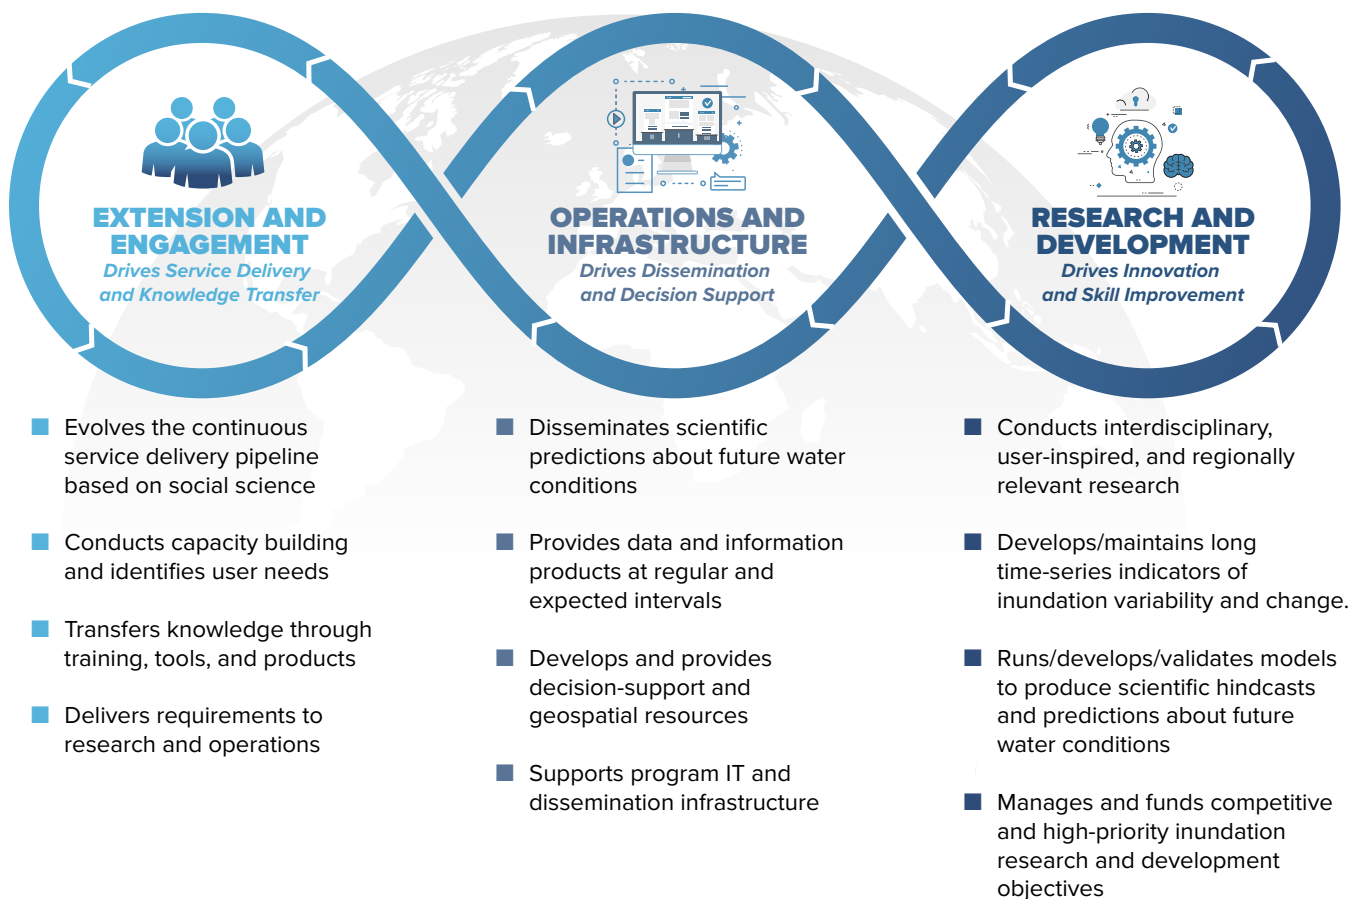 EXTENSION AND
ENGAGEMENT
Drives Service Delivery
and Knowledge Transfer
Evolves the continuous
service delivery pipeline
based on social science
Conducts capacity building
and identifies user needs
Transfers knowledge through
training, tools, and products
Delivers requirements to
research and operations
OPERATIONS AND
INFRASTRUCTURE
Drives Dissemination
and Decision Support
Disseminates scientific
predictions about future water
conditions
Provides data and information
products at regular and
expected intervals
Develops and provides
decision-support and
geospatial resources
Supports program IT and
dissemination infrastructure
RESEARCH AND
DEVELOPMENT
Drives Innovation
and Skill Improvement
Conducts interdisciplinary,
user-inspired, and regionally
relevant research
Develops/maintains long
time-series indicators of
inundation variability and change.
Runs/develops/validates models
to produce scientific hindcasts
and predictions about future
water conditions
Manages and funds competitive
and high-priority inundation
research and development
objectives